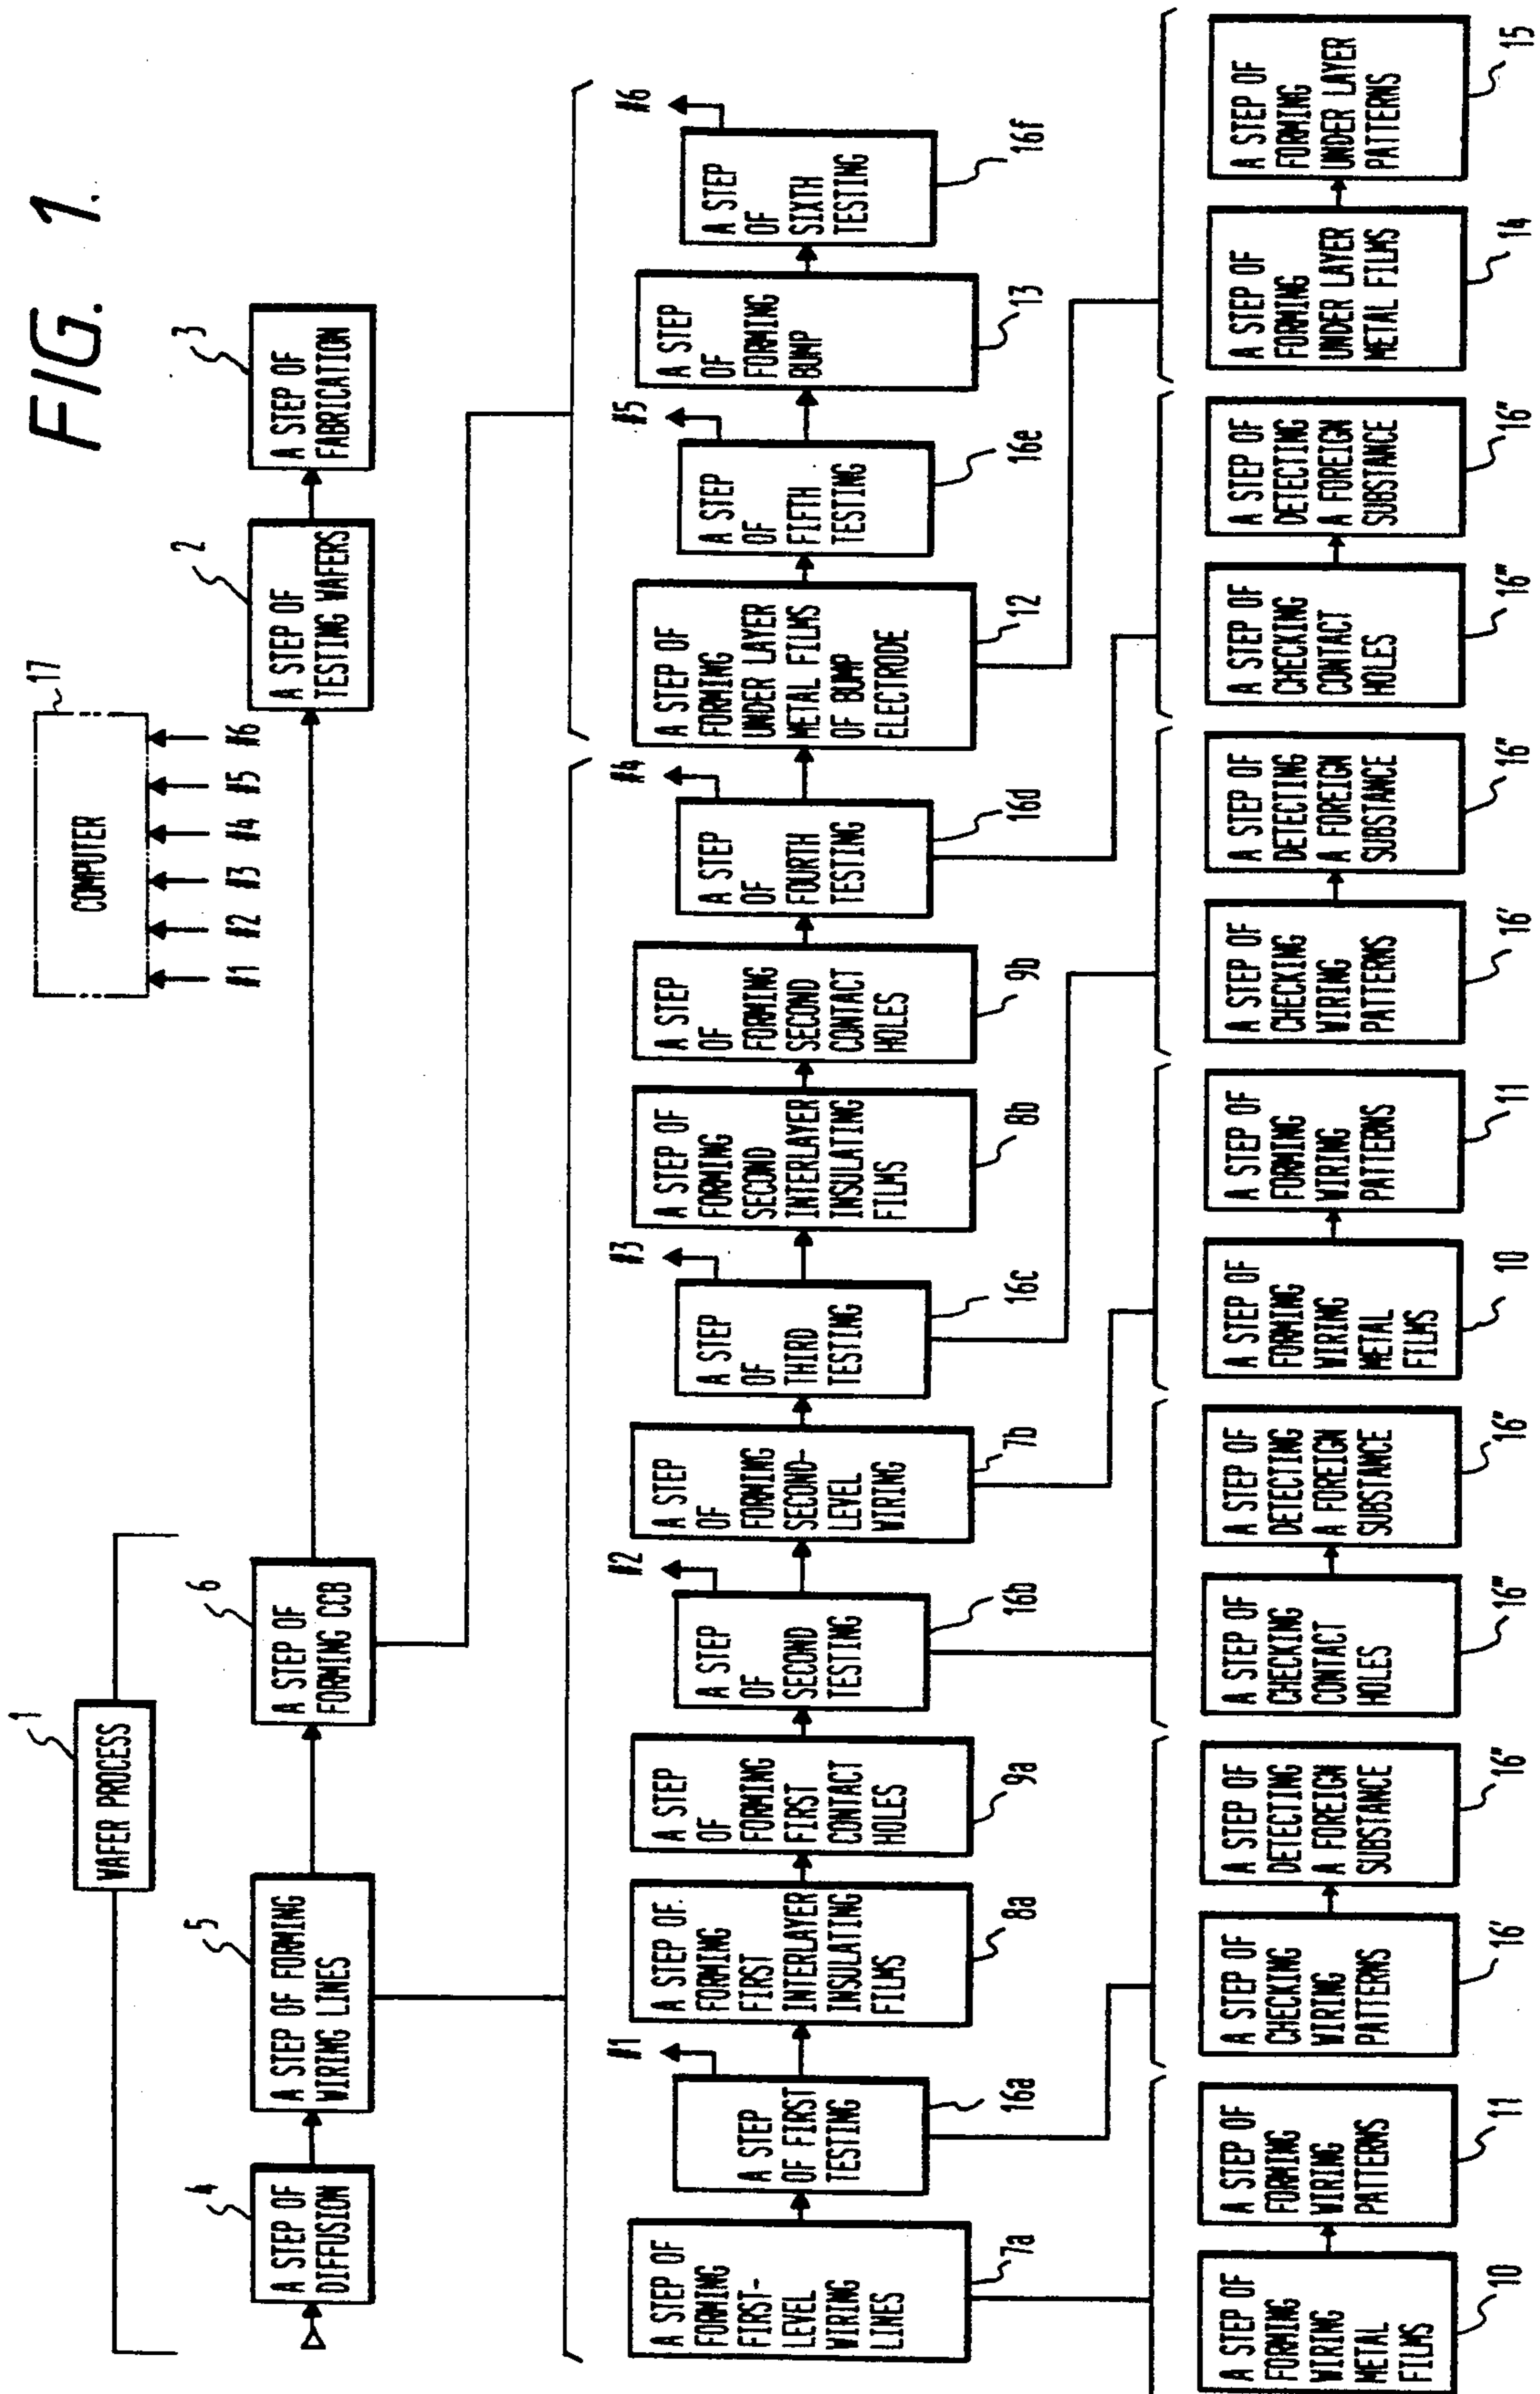 FIG. 1.
1
WAFER PROCESS
17
COMPUTER
#1 #2 #3 #4 #5 #6
4
A STEP OF
DIFFUSION
5
A STEP OF FORMING
WIRING LINES
6
A STEP OF
FORMING CCB
2
A STEP OF
TESTING WAFERS
3
A STEP OF
FABRICATION
A STEP OF
FORMING
FIRST-
LEVEL
WIRING
LINES
7a
#1
A STEP
OF FIRST
TESTING
16a
A STEP OF.
FORMING
FIRST
INTERLAYER
INSULATING
FILMS
8a
A STEP
OF
FORMING
FIRST
CONTACT
HOLES
9a
#2
A STEP
OF
SECOND
TESTING
16b
A STEP
OF
FORMING
SECOND-
LEVEL
WIRING
7b
#3
A STEP
OF
THIRD
TESTING
16c
A STEP OF
FORMING
SECOND
INTERLAYER
INSULATING
FILMS
8b
A STEP
OF
FORMING
SECOND
CONTACT
HOLES
9b
#4
A STEP
OF
FOURTH
TESTING
16d
A STEP OF
FORMING
UNDER LAYER
METAL FILMS
OF BUMP
ELECTRODE
12
#5
A STEP
OF
FIFTH
TESTING
16e
A STEP
OF
FORMING
BUMP
13
#6
A STEP
OF
SIXTH
TESTING
16f
A STEP OF
FORMING
WIRING
METAL
FILMS
10
A STEP OF
FORMING
WIRING
PATTERNS
11
A STEP OF
CHECKING
WIRING
PATTERNS
16'
A STEP OF
DETECTING
A FOREIGN
SUBSTANCE
16"
A STEP OF
CHECKING
CONTACT
HOLES
16'''
A STEP OF
DETECTING
A FOREIGN
SUBSTANCE
16"
A STEP OF
FORMING
WIRING
METAL
FILMS
10
A STEP OF
FORMING
WIRING
PATTERNS
11
A STEP OF
CHECKING
WIRING
PATTERNS
16'
A STEP OF
DETECTING
A FOREIGN
SUBSTANCE
16"
A STEP OF
CHECKING
CONTACT
HOLES
16'''
A STEP OF
DETECTING
A FOREIGN
SUBSTANCE
16"
A STEP OF
FORMING
UNDER LAYER
METAL FILMS
14
A STEP OF
FORMING
UNDER LAYER
PATTERNS
15